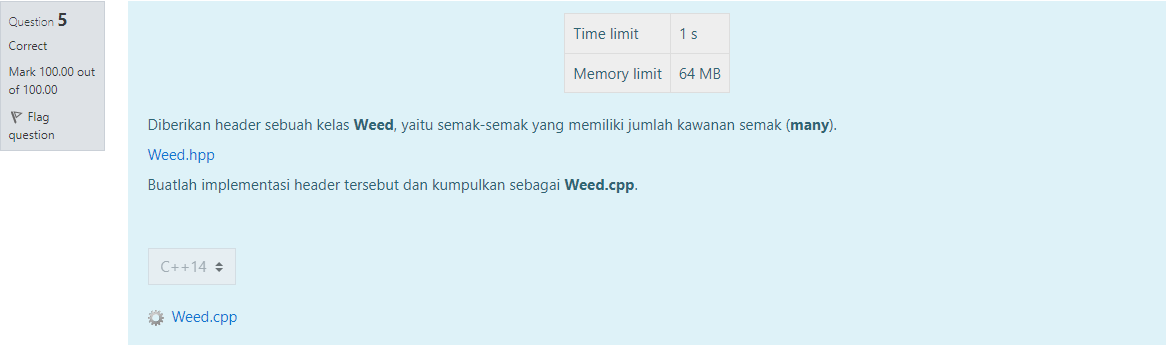 Question 5
Correct
Mark 100.00 out
of 100.00
Flag
question
Time limit 1 s
Memory limit 64 MB
Diberikan header sebuah kelas Weed, yaitu semak-semak yang memiliki jumlah kawanan semak (many).
Weed.hpp
Buatlah implementasi header tersebut dan kumpulkan sebagai Weed.cpp.
C++14
Weed.cpp